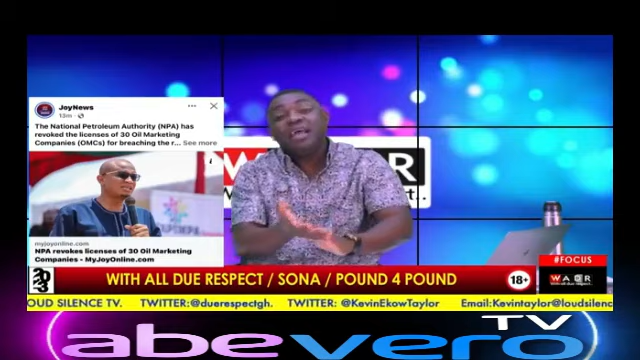 JoyNews
13m
The National Petroleum Authority (NPA) has
revoked the licenses of 30 Oil Marketing
Companies (OMCs) for breaching the r... See more
myjoyonline.com
NPA revokes licenses of 30 Oil Marketing
Companies - MyJoyOnline.com
#FOCUS
WITH ALL DUE RESPECT / SONA / POUND 4 POUND
18+
OUD SILENCE TV. TWITTER:@duerespectgh. TWITTER: @KevinEkowTaylor Email:Kevintaylor@loudsilenc
TV
abevero